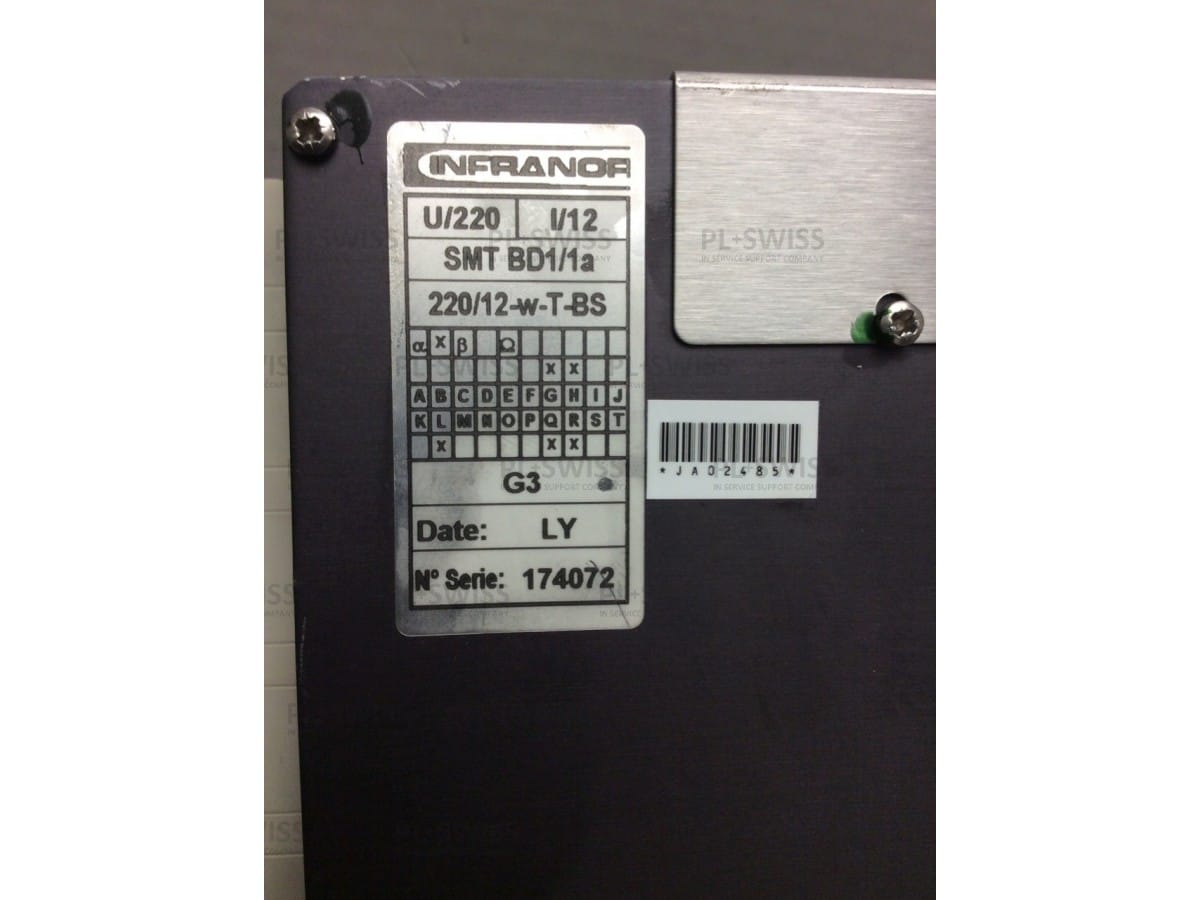 INFRANOR
U/220 I/12
SMT BD1/1a
220/12-w-T-BS
α x β Ω
x x
A B C D E F G H I J
K L M N O P Q R S T
x x x
G3
Date: LY
N° Serie: 174072
*JA02485*
PL+SWISS
IN SERVICE SUPPORT COMPANY